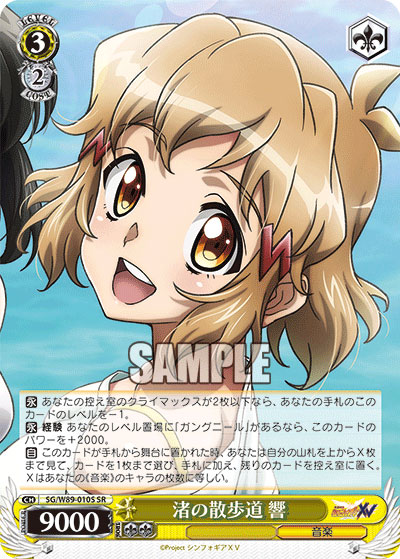 LEVEL
3
2
COST
SAMPLE
永 あなたの控え室のクライマックスが2枚以下なら、あなたの手札のこの
カードのレベルを−1。
永 経験 あなたのレベル置場に「ガングニール」があるなら、このカードの
パワーを+2000。
自 このカードが手札から舞台に置かれた時、あなたは自分の山札を上からX枚
まで見て、カードを1枚まで選び、手札に加え、残りのカードを控え室に置く。
Xはあなたの《音楽》のキャラの枚数に等しい。
CH
SG/W89-010S SR
渚の散歩道 響
POWER
9000
SOUL
XV
音楽
©Project シンフォギアXV